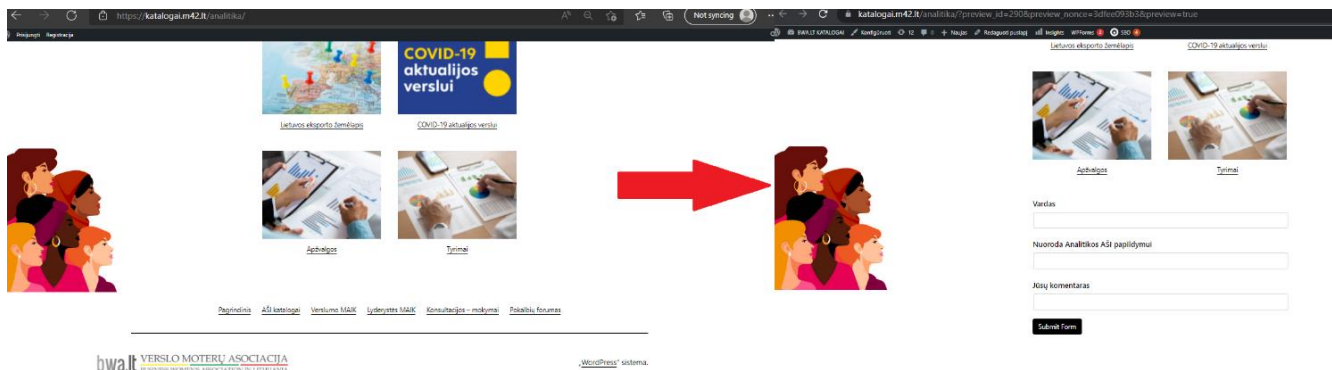 https://katalogai.m42.lt/analitika/
Not syncing
Prisijungti Registracija
COVID-19
aktualijos
verslui
Lietuvos eksporto žemėlapis
COVID-19 aktualijos verslui
Apžvalgos
Tyrimai
Pagrindinis AŠI katalogai Verslumo MAIK Lyderystės MAIK Konsultacijos – mokymai Pokalbių forumas
bwa.lt VERSLO MOTERŲ ASOCIACIJA
„WordPress“ sistema.
katalogai.m42.lt/analitika/?preview_id=290&preview_nonce=3dfee093b3&preview=true
BWA.LT KATALOGAI Konfigūruoti 12 0 Naujas Redaguoti puslapį Insights WPForms SEO
Lietuvos eksporto žemėlapis
COVID-19 aktualijos verslui
Apžvalgos
Tyrimai
Vardas
Nuoroda Analitikos AŠI papildymui
Jūsų komentaras
Submit Form